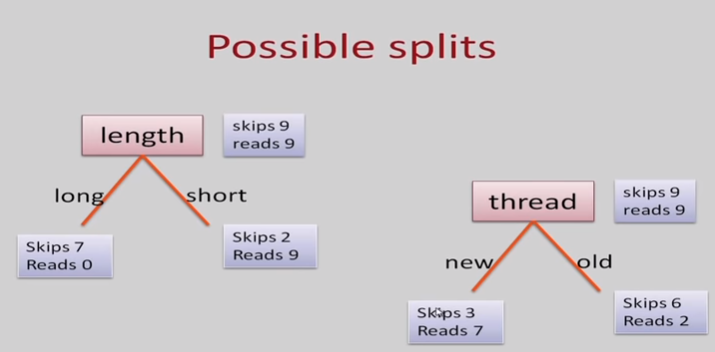 Possible splits
length
skips 9
reads 9
long
short
Skips 7
Reads 0
Skips 2
Reads 9
thread
skips 9
reads 9
new
old
Skips 3
Reads 7
Skips 6
Reads 2